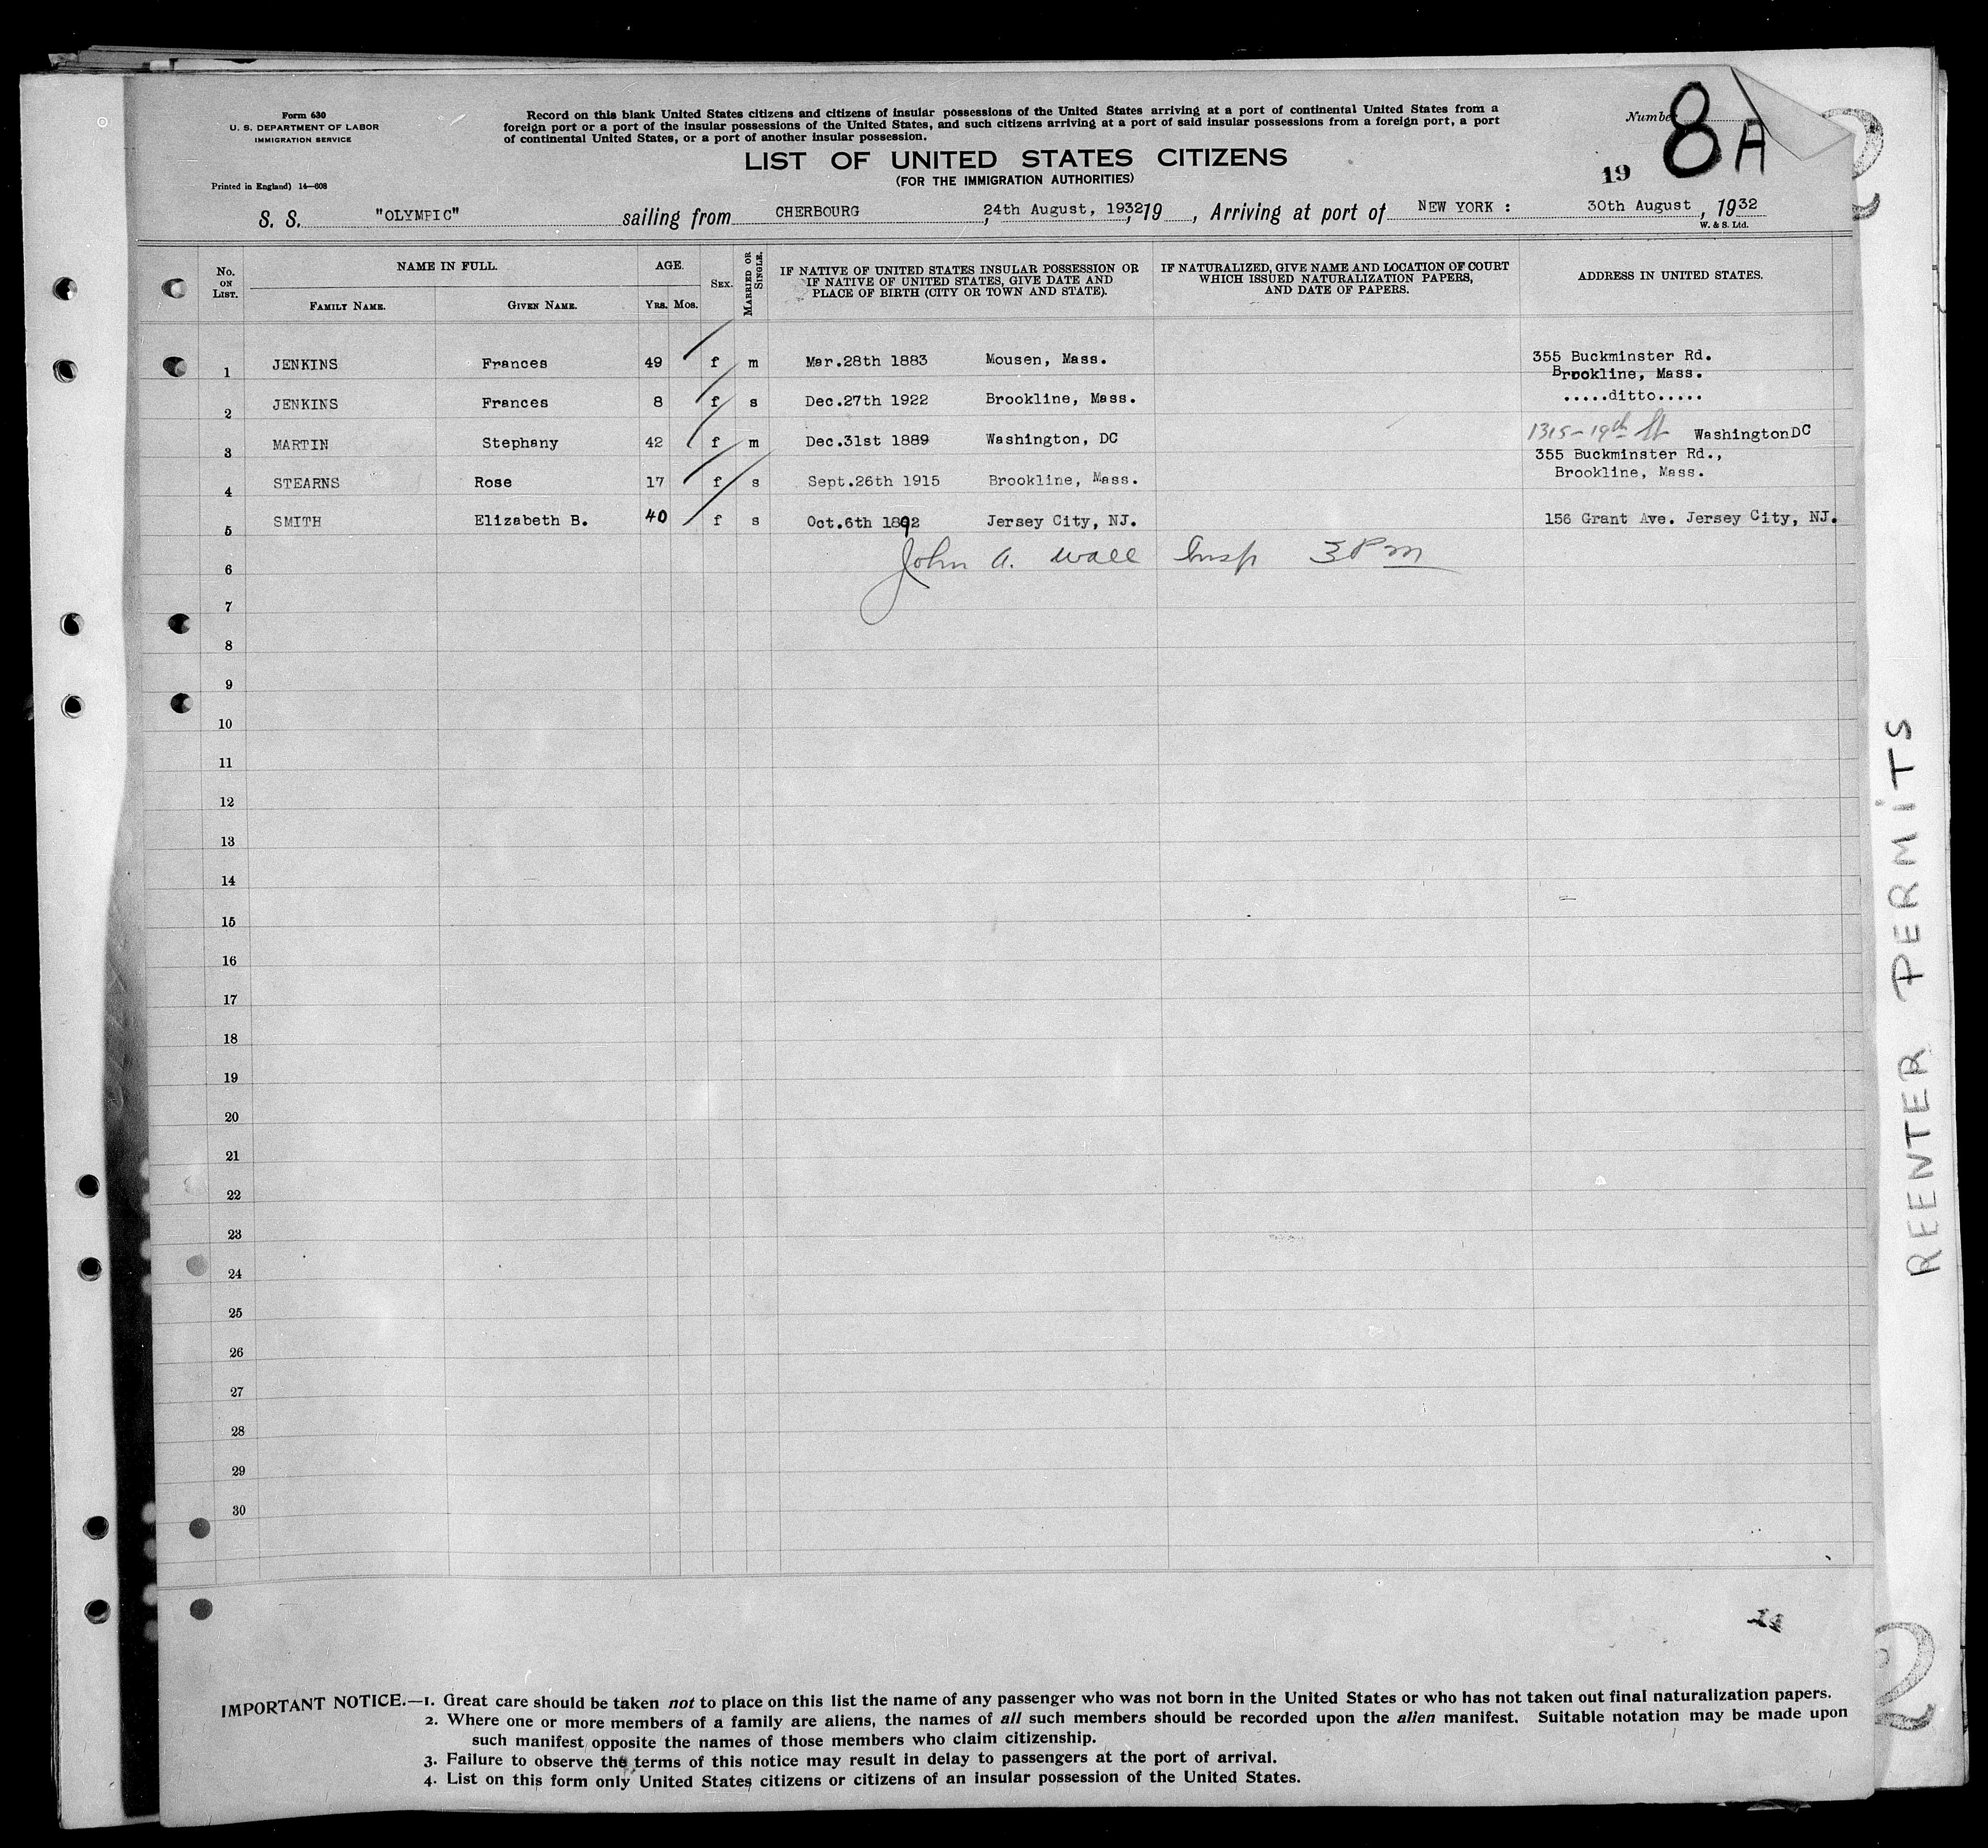 Form 630
U. S. DEPARTMENT OF LABOR
IMMIGRATION SERVICE
Printed in England) 14—608
Record on this blank United States citizens and citizens of insular possessions of the United States arriving at a port of continental United States from a
foreign port or a port of the insular possessions of the United States, and such citizens arriving at a port of said insular possessions from a foreign port, a port
of continental United States, or a port of another insular possession.
LIST OF UNITED STATES CITIZENS
(FOR THE IMMIGRATION AUTHORITIES)
Numbe 8A
19
S. S. "OLYMPIC" sailing from CHERBOURG , 24th August, 1932, 19 , Arriving at port of NEW YORK : 30th August , 1932
W. & S. Ltd.
No. ON LIST. NAME IN FULL. AGE. SEX. MARRIED OR SINGLE. IF NATIVE OF UNITED STATES INSULAR POSSESSION OR IF NATIVE OF UNITED STATES, GIVE DATE AND PLACE OF BIRTH (CITY OR TOWN AND STATE). IF NATURALIZED, GIVE NAME AND LOCATION OF COURT WHICH ISSUED NATURALIZATION PAPERS, AND DATE OF PAPERS. ADDRESS IN UNITED STATES.
FAMILY NAME. GIVEN NAME. YRS. MOS.
1 JENKINS Frances 49 f m Mar.28th 1883 Mousen, Mass. 355 Buckminster Rd.
Brookline, Mass.
2 JENKINS Frances 8 f s Dec.27th 1922 Brookline, Mass. .....ditto.....
3 MARTIN Stephany 42 f m Dec.31st 1889 Washington, DC 1315-19th St Washington DC
4 STEARNS Rose 17 f s Sept.26th 1915 Brookline, Mass. 355 Buckminster Rd.,
Brookline, Mass.
5 SMITH Elizabeth B. 40 f s Oct.6th 1892 Jersey City, NJ. 156 Grant Ave. Jersey City, NJ.
6 John A. Wall Insp 3 PM
7
8
9
10
11
12
13
14
15
16
17
18
19
20
21
22
23
24
25
26
27
28
29
30
IMPORTANT NOTICE.—1. Great care should be taken not to place on this list the name of any passenger who was not born in the United States or who has not taken out final naturalization papers.
2. Where one or more members of a family are aliens, the names of all such members should be recorded upon the alien manifest. Suitable notation may be made upon
such manifest opposite the names of those members who claim citizenship.
3. Failure to observe the terms of this notice may result in delay to passengers at the port of arrival.
4. List on this form only United States citizens or citizens of an insular possession of the United States.
REENTER PERMITS
2